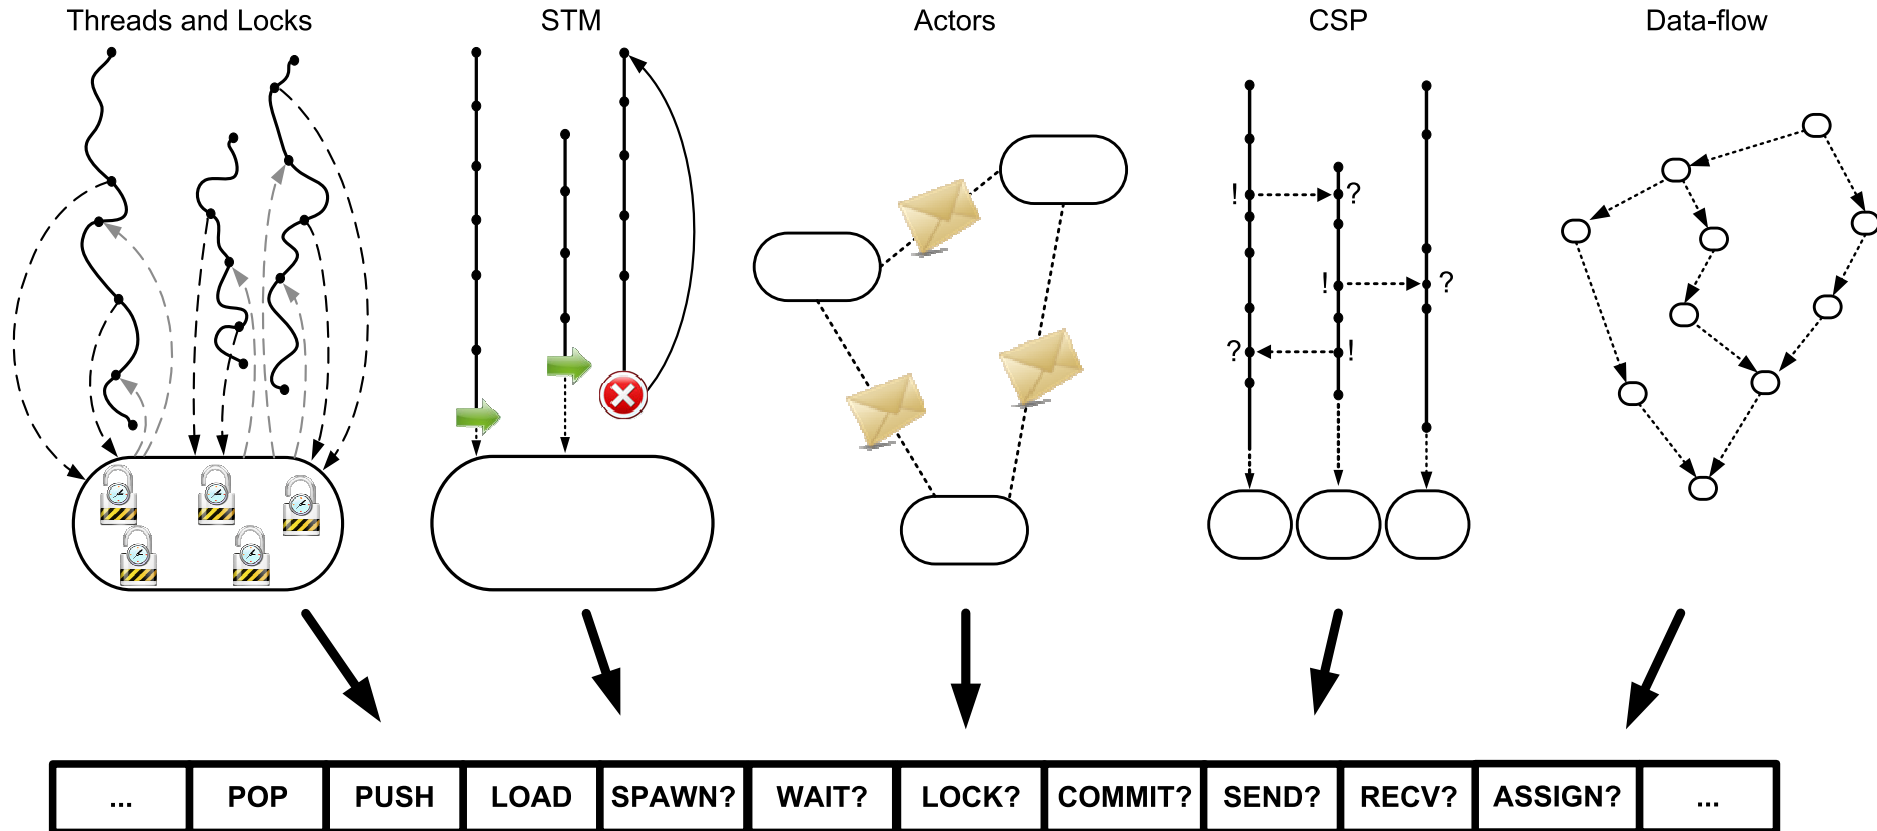 Threads and Locks STM Actors CSP Data-flow
! ?
! ?
? !
... POP PUSH LOAD SPAWN? WAIT? LOCK? COMMIT? SEND? RECV? ASSIGN? ...